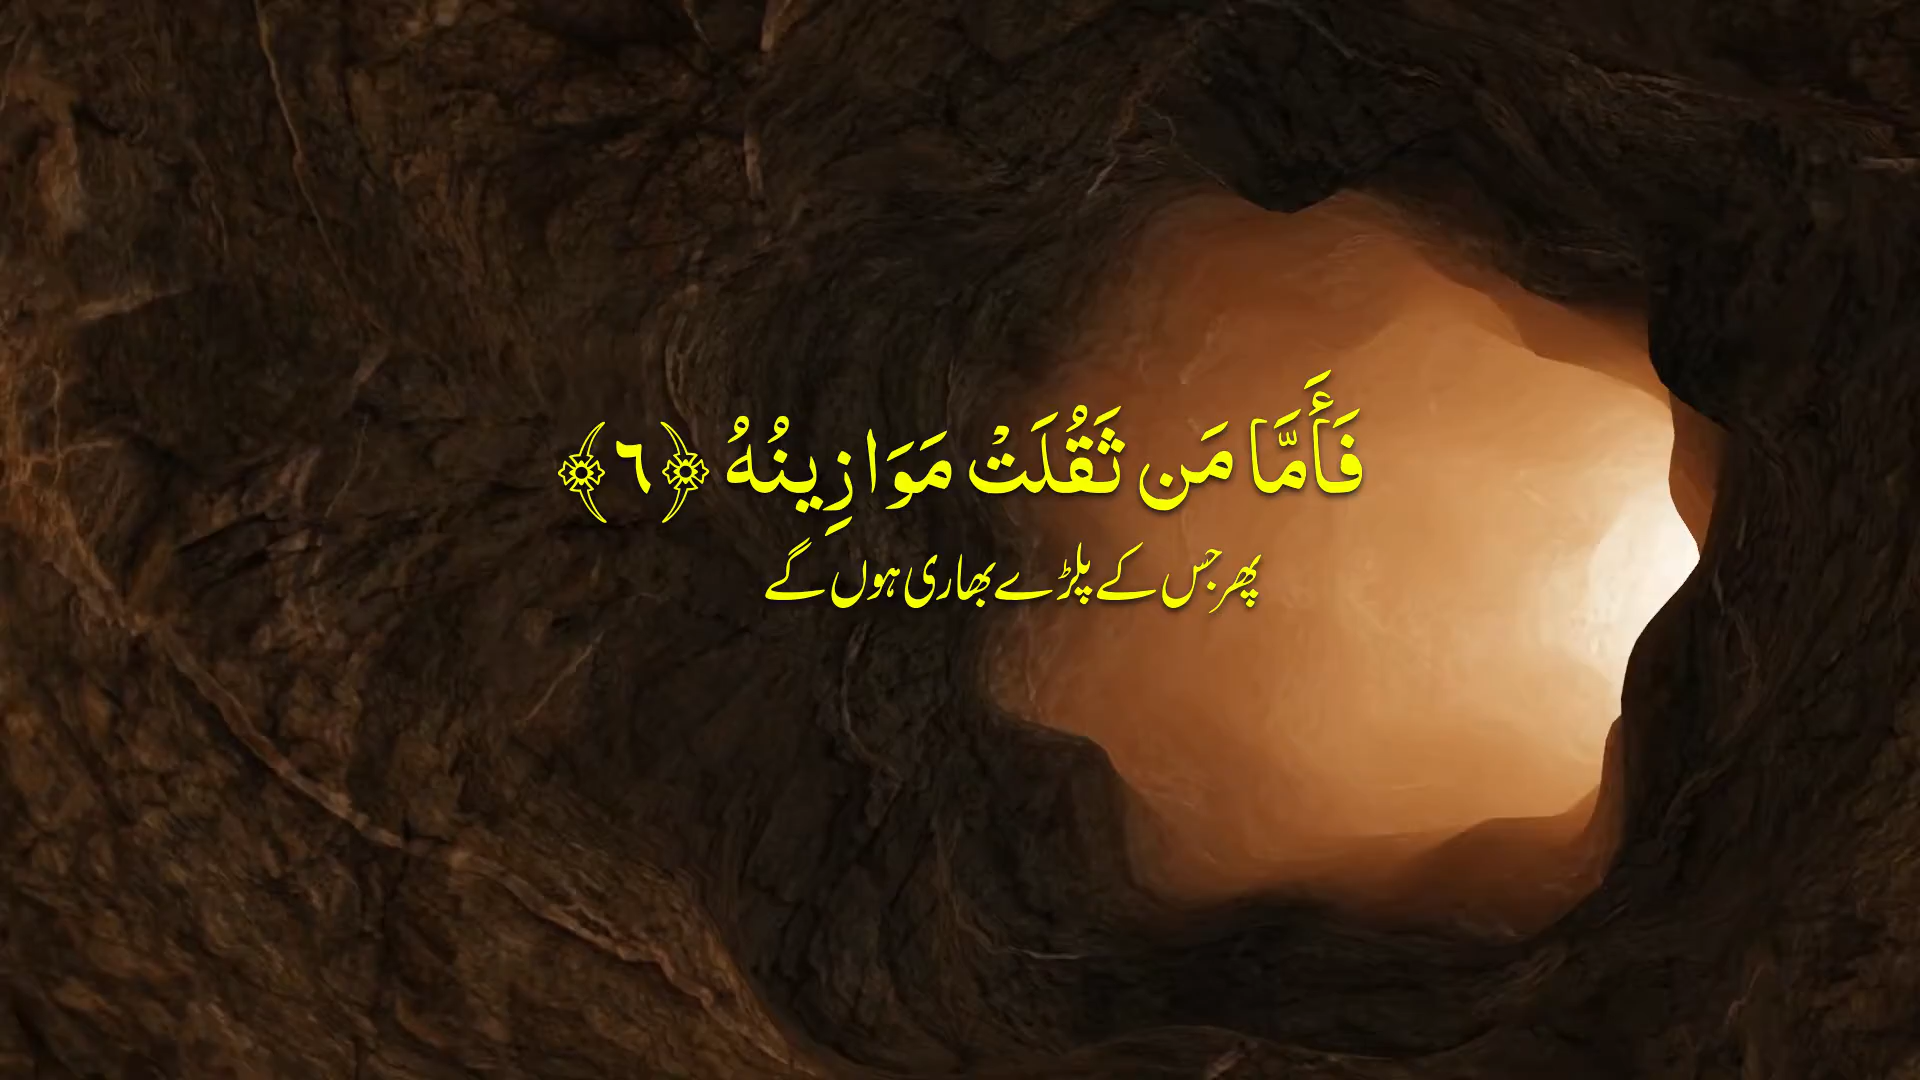 فَأَمَّا مَن ثَقُلَتْ مَوَازِينُهُ ﴿٦﴾
پھر جس کے پلڑے بھاری ہوں گے